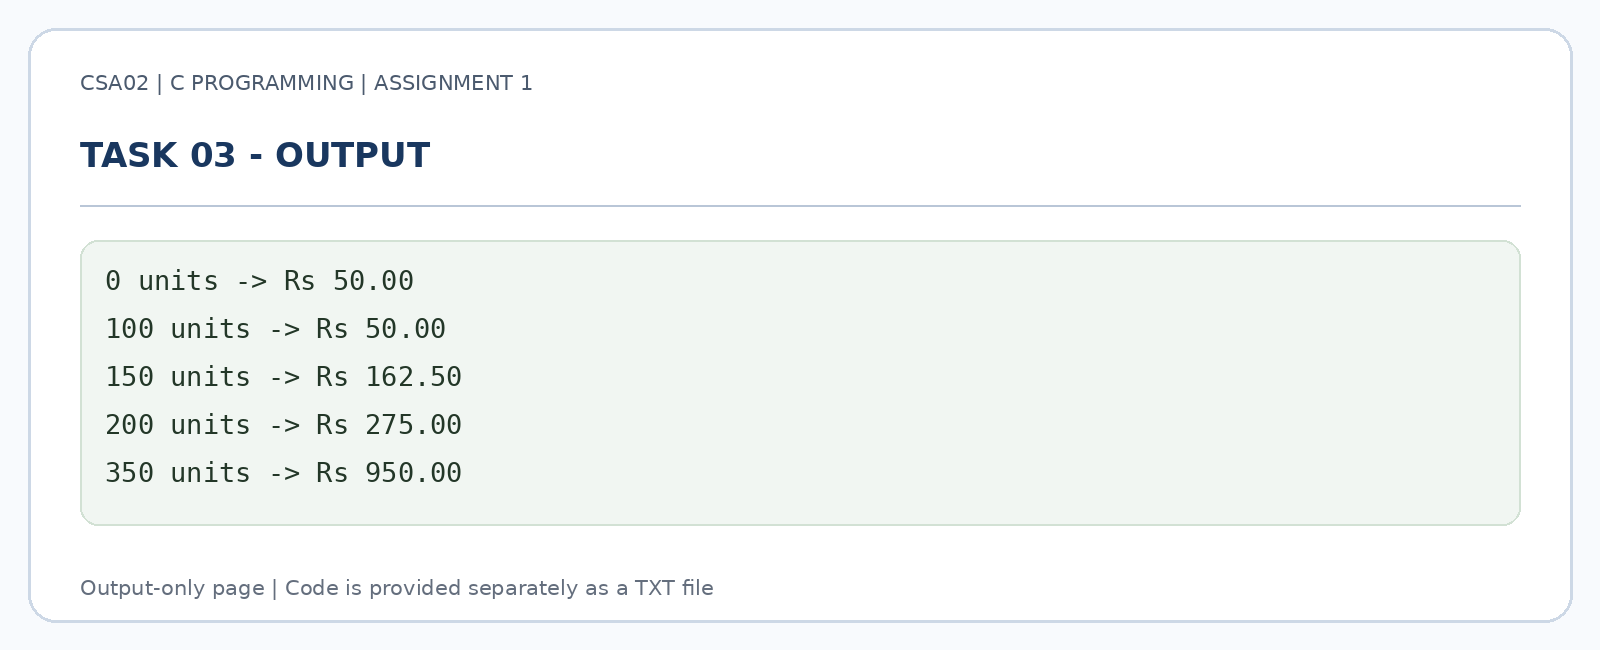 CSA02 | C PROGRAMMING | ASSIGNMENT 1
TASK 03 - OUTPUT
0 units -> Rs 50.00
100 units -> Rs 50.00
150 units -> Rs 162.50
200 units -> Rs 275.00
350 units -> Rs 950.00
Output-only page | Code is provided separately as a TXT file